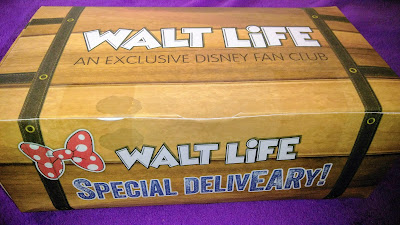 WALT LiFE
AN EXCLUSIVE DISNEY FAN CLUB
WALT LiFE
SPECIAL DELIVEARY!